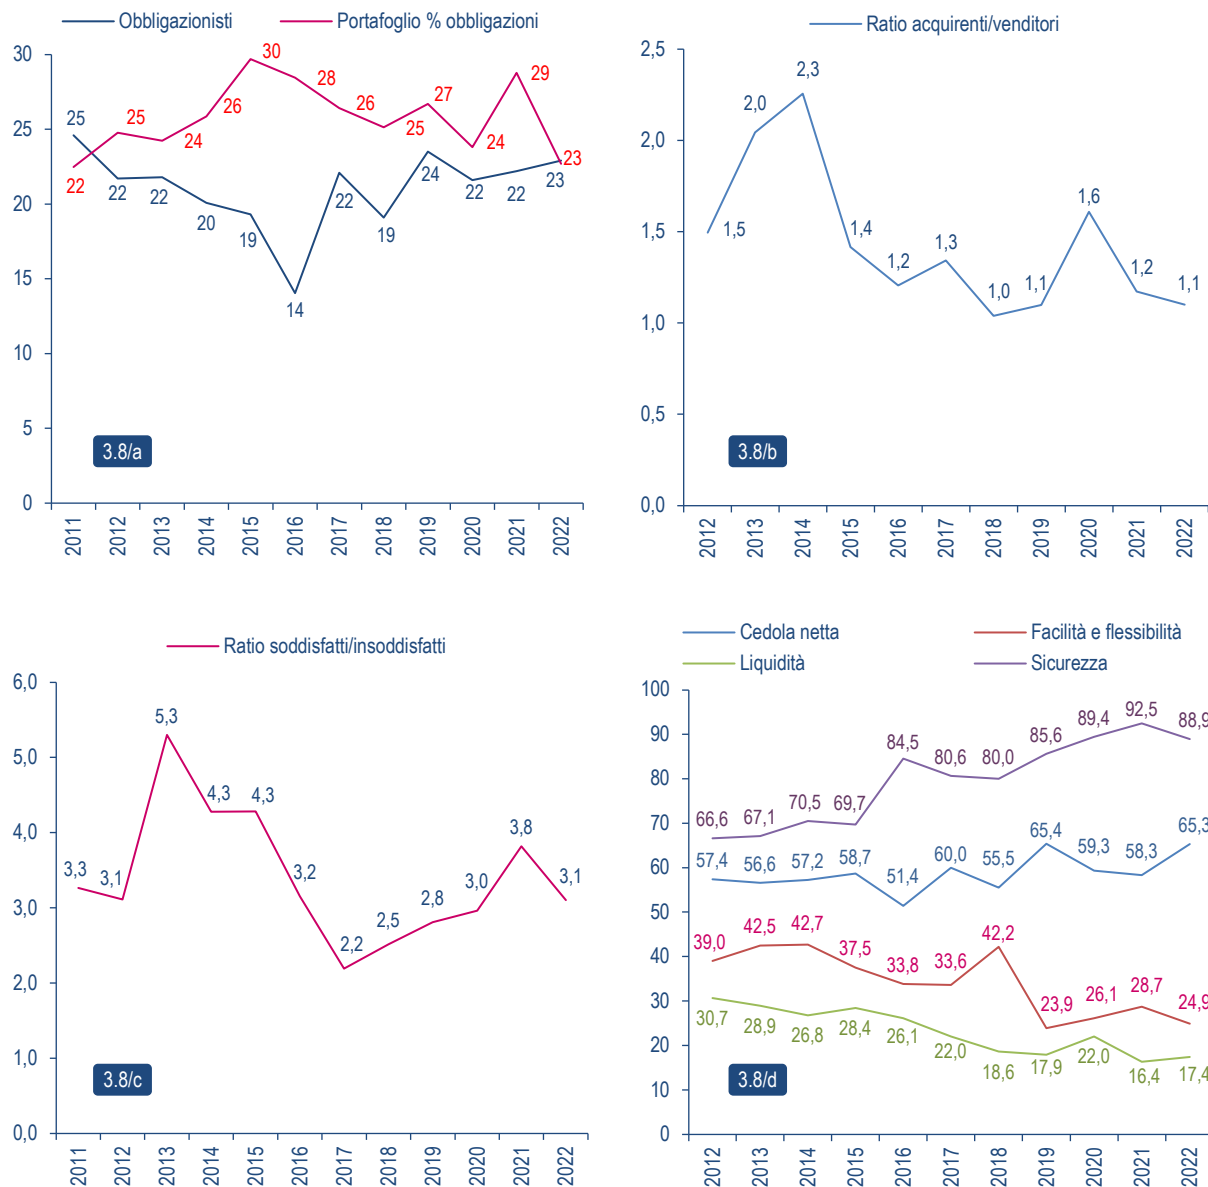 Obbligazionisti Portafoglio % obbligazioni
30
25
20
15
10
5
0
30
29
28
27
26
26
25
25
25
24
24
23
22
25
22
22
20
19
14
22
19
24
22
22
23
3.8/a
2011 2012 2013 2014 2015 2016 2017 2018 2019 2020 2021 2022
Ratio acquirenti/venditori
2,5
2,0
1,5
1,0
0,5
0,0
1,5 2,0 2,3 1,4 1,2 1,3 1,0 1,1 1,6 1,2 1,1
3.8/b
2012 2013 2014 2015 2016 2017 2018 2019 2020 2021 2022
Ratio soddisfatti/insoddisfatti
6,0
5,0
4,0
3,0
2,0
1,0
0,0
3,3 3,1 5,3 4,3 4,3 3,2 2,2 2,5 2,8 3,0 3,8 3,1
3.8/c
2011 2012 2013 2014 2015 2016 2017 2018 2019 2020 2021 2022
Cedola netta Facilità e flessibilità
Liquidità Sicurezza
100
90
80
70
60
50
40
30
20
10
0
66,6 67,1 70,5 69,7 84,5 80,6 80,0 85,6 89,4 92,5 88,9
57,4 56,6 57,2 58,7 51,4 60,0 55,5 65,4 59,3 58,3 65,3
39,0 42,5 42,7 37,5 33,8 33,6 42,2 23,9 26,1 28,7 24,9
30,7 28,9 26,8 28,4 26,1 22,0 18,6 17,9 22,0 16,4 17,4
3.8/d
2012 2013 2014 2015 2016 2017 2018 2019 2020 2021 2022